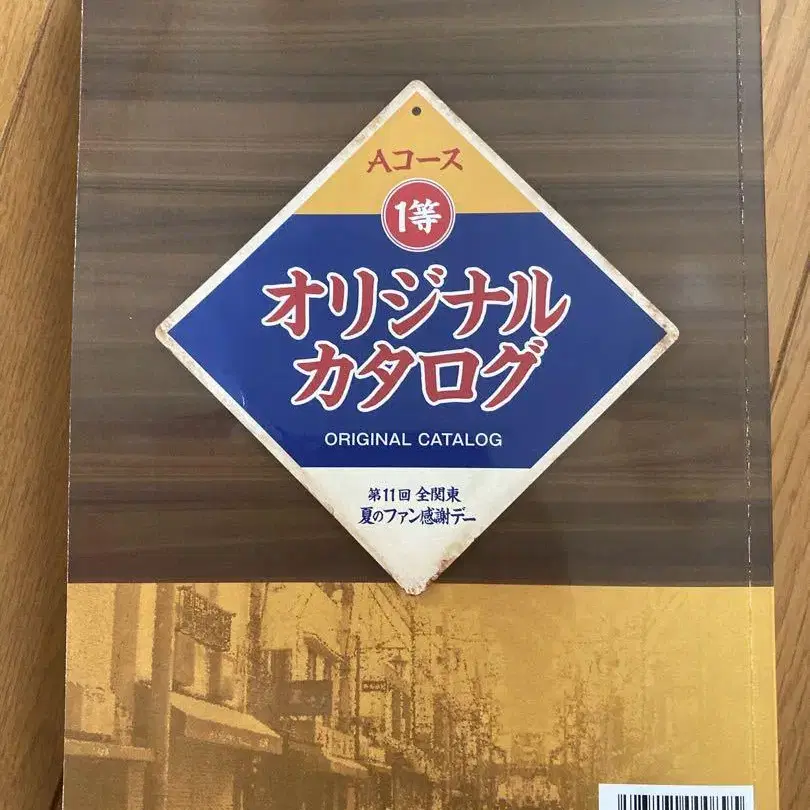 Aコース
1等
オリジナル
カタログ
ORIGINAL CATALOG
第11回 全関東
夏のファン感謝デー